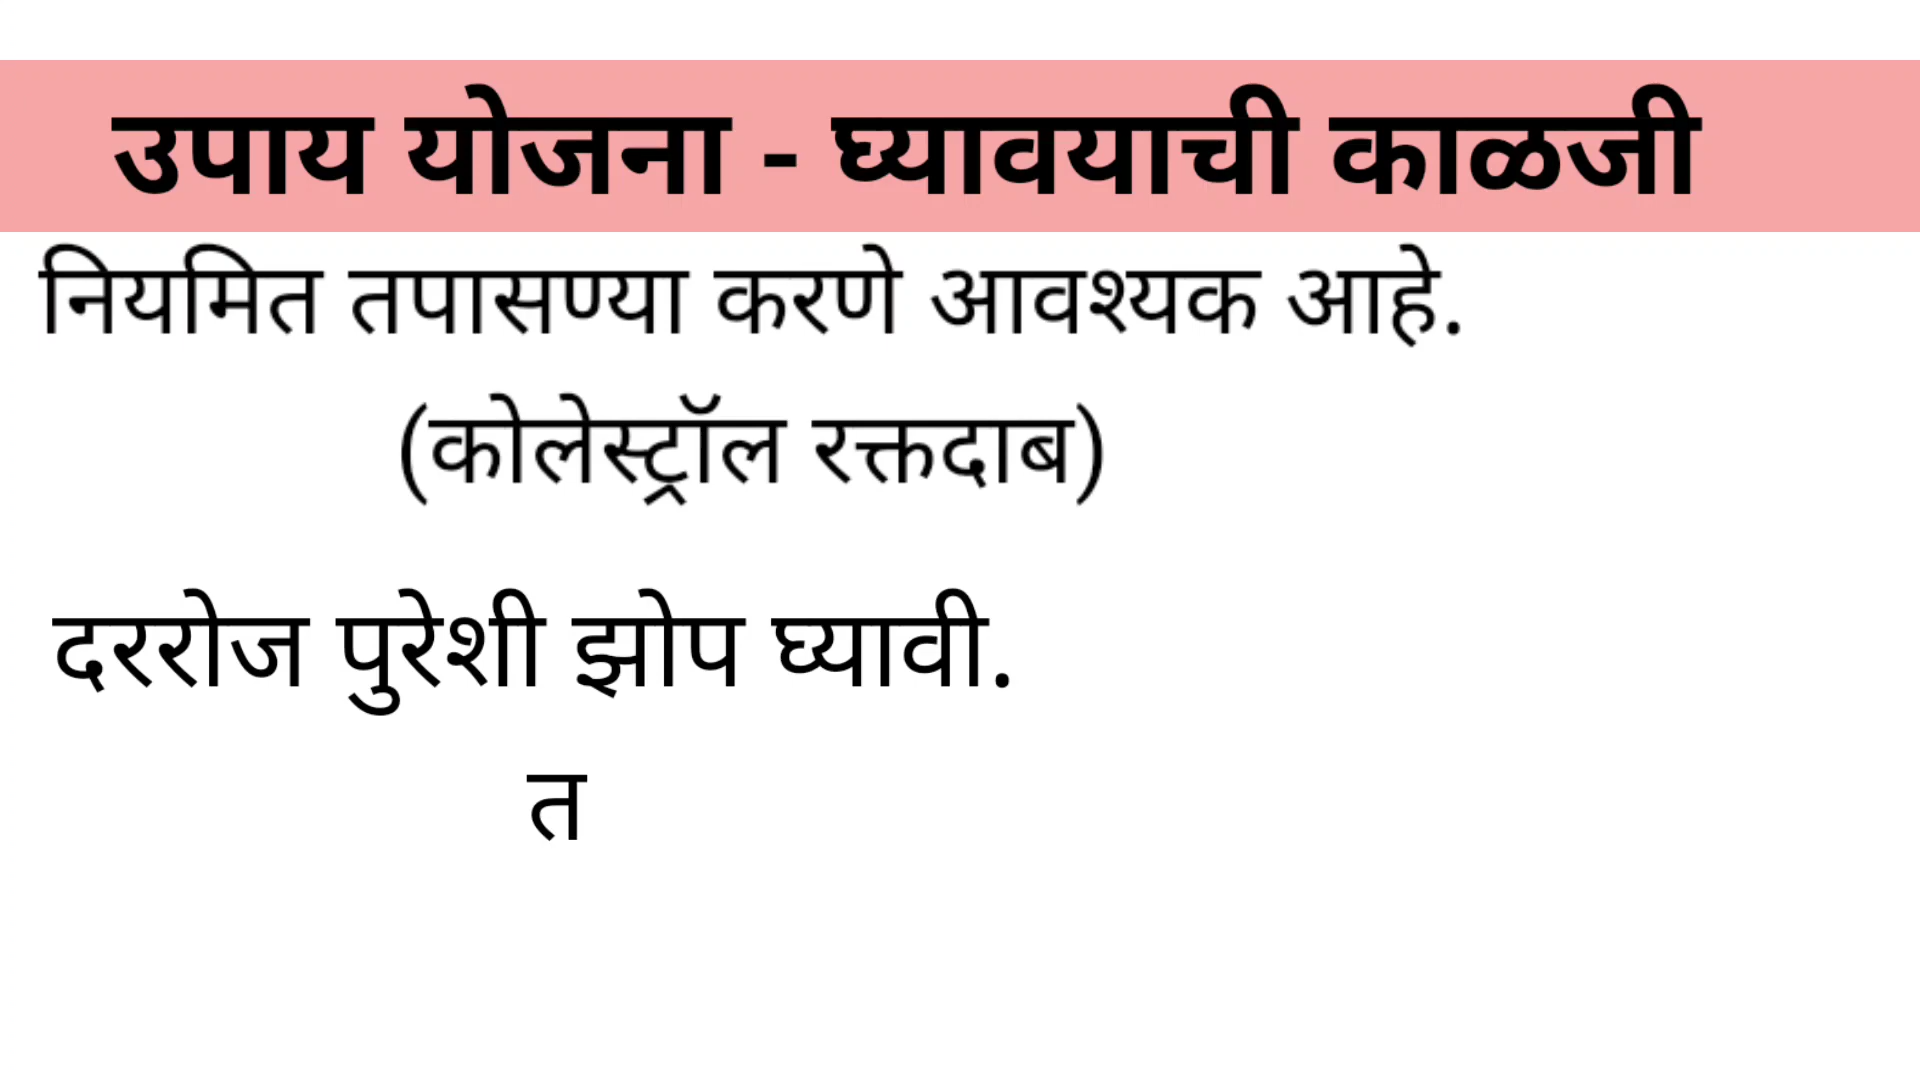 उपाय योजना - घ्यावयाची काळजी
नियमित तपासण्या करणे आवश्यक आहे.
(कोलेस्ट्रॉल रक्तदाब)
दररोज पुरेशी झोप घ्यावी.
त